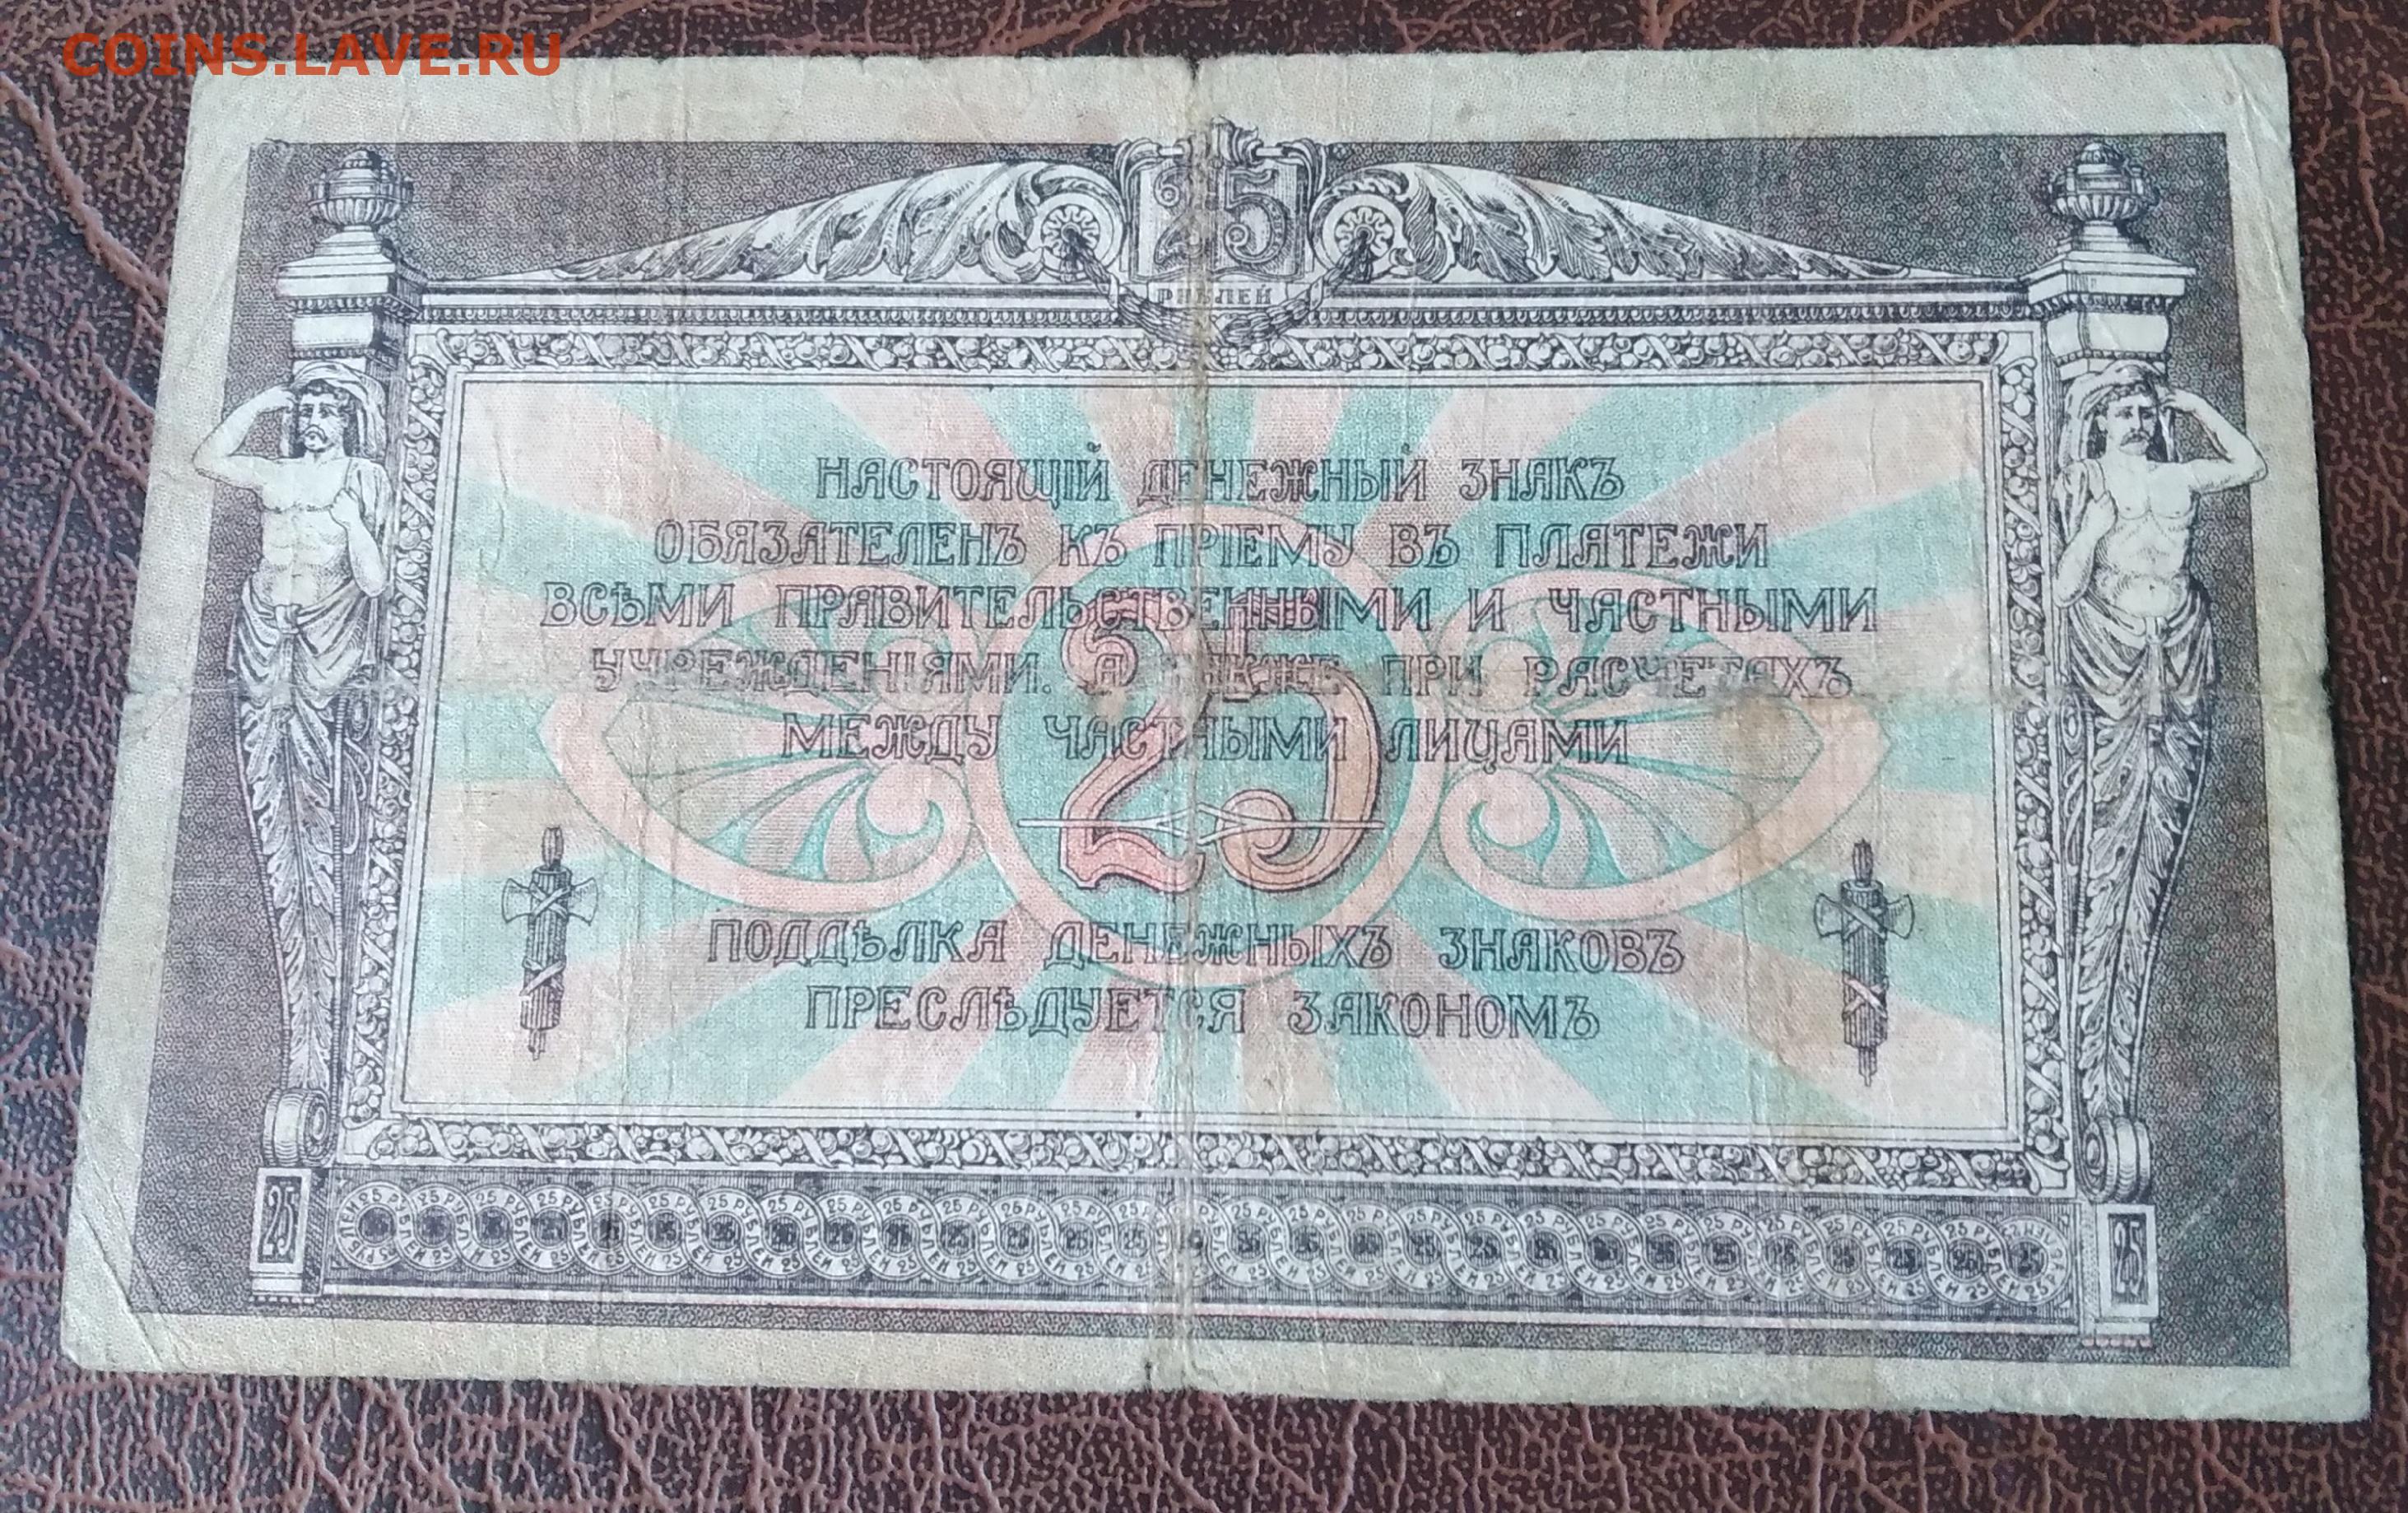 COINS.LAVE.RU
25
РУБЛЕЙ
НАСТОЯЩІЙ ДЕНЕЖНЫЙ ЗНАКЪ
ОБЯЗАТЕЛЕНЪ КЪ ПРІЕМУ ВЪ ПЛАТЕЖИ
ВСѢМИ ПРАВИТЕЛЬСТВЕННЫМИ И ЧАСТНЫМИ
УЧРЕЖДЕНІЯМИ. А ТАКЖЕ ПРИ РАСЧЕТАХЪ
МЕЖДУ ЧАСТНЫМИ ЛИЦАМИ
25
ПОДДѢЛКА ДЕНЕЖНЫХЪ ЗНАКОВЪ
ПРЕСЛѢДУЕТСЯ ЗАКОНОМЪ
25 25